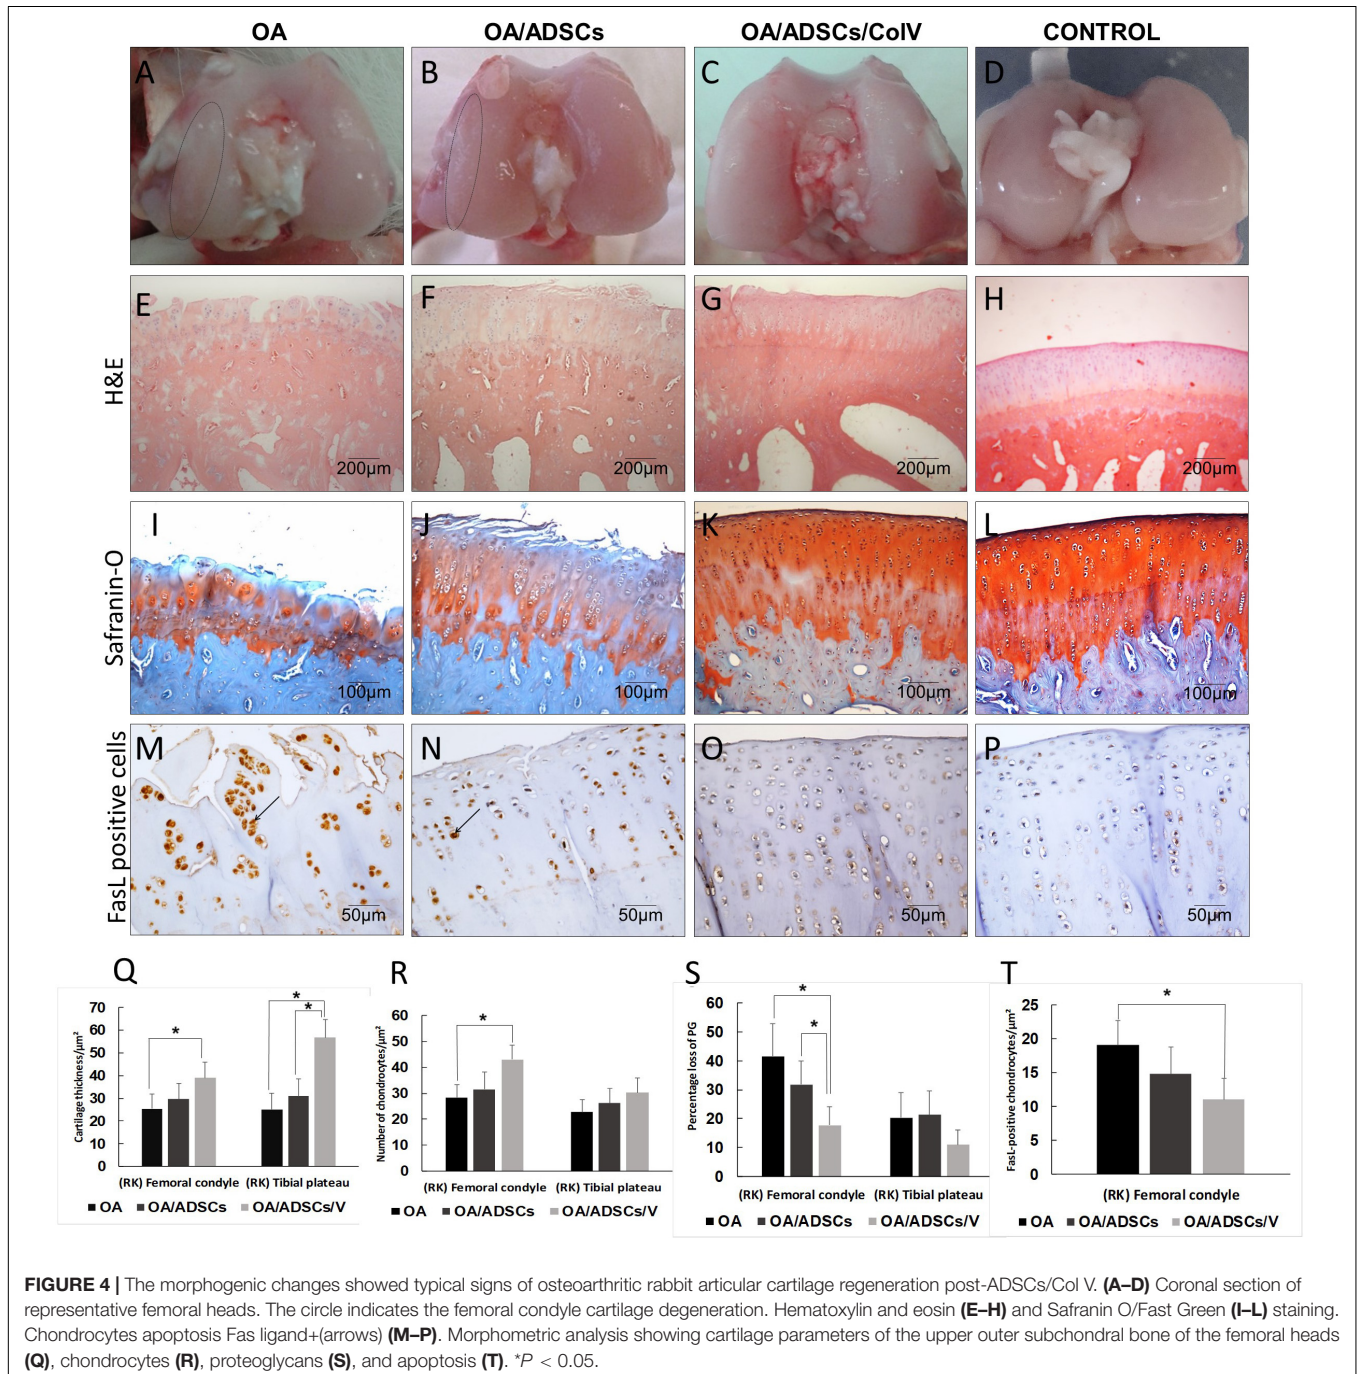 OA OA/ADSCs OA/ADSCs/ColV CONTROL
A B C D
H&E
E F G H
200µm 200µm 200µm 200µm
Safranin-O
I J K L
100µm 100µm 100µm 100µm
FasL positive cells
M N O P
50µm 50µm 50µm 50µm
Q
Cartilage thickness/µm²
70
60
50
40
30
20
10
0
*
*
*
(RK) Femoral condyle (RK) Tibial plateau
OA OA/ADSCs OA/ADSCs/V
R
Number of chondrocytes/µm²
60
50
40
30
20
10
0
*
(RK) Femoral condyle (RK) Tibial plateau
OA OA/ADSCs OA/ADSCs/V
S
Percentage loss of PG
60
50
40
30
20
10
0
*
*
(RK) Femoral condyle (RK) Tibial plateau
OA OA/ADSCs OA/ADSCs/V
T
FasL-positive chondrocytes/µm²
25
20
15
10
5
0
*
(RK) Femoral condyle
OA OA/ADSCs OA/ADSCs/V
FIGURE 4 | The morphogenic changes showed typical signs of osteoarthritic rabbit articular cartilage regeneration post-ADSCs/Col V. (A–D) Coronal section of
representative femoral heads. The circle indicates the femoral condyle cartilage degeneration. Hematoxylin and eosin (E–H) and Safranin O/Fast Green (I–L) staining.
Chondrocytes apoptosis Fas ligand+(arrows) (M–P). Morphometric analysis showing cartilage parameters of the upper outer subchondral bone of the femoral heads
(Q), chondrocytes (R), proteoglycans (S), and apoptosis (T). *P < 0.05.